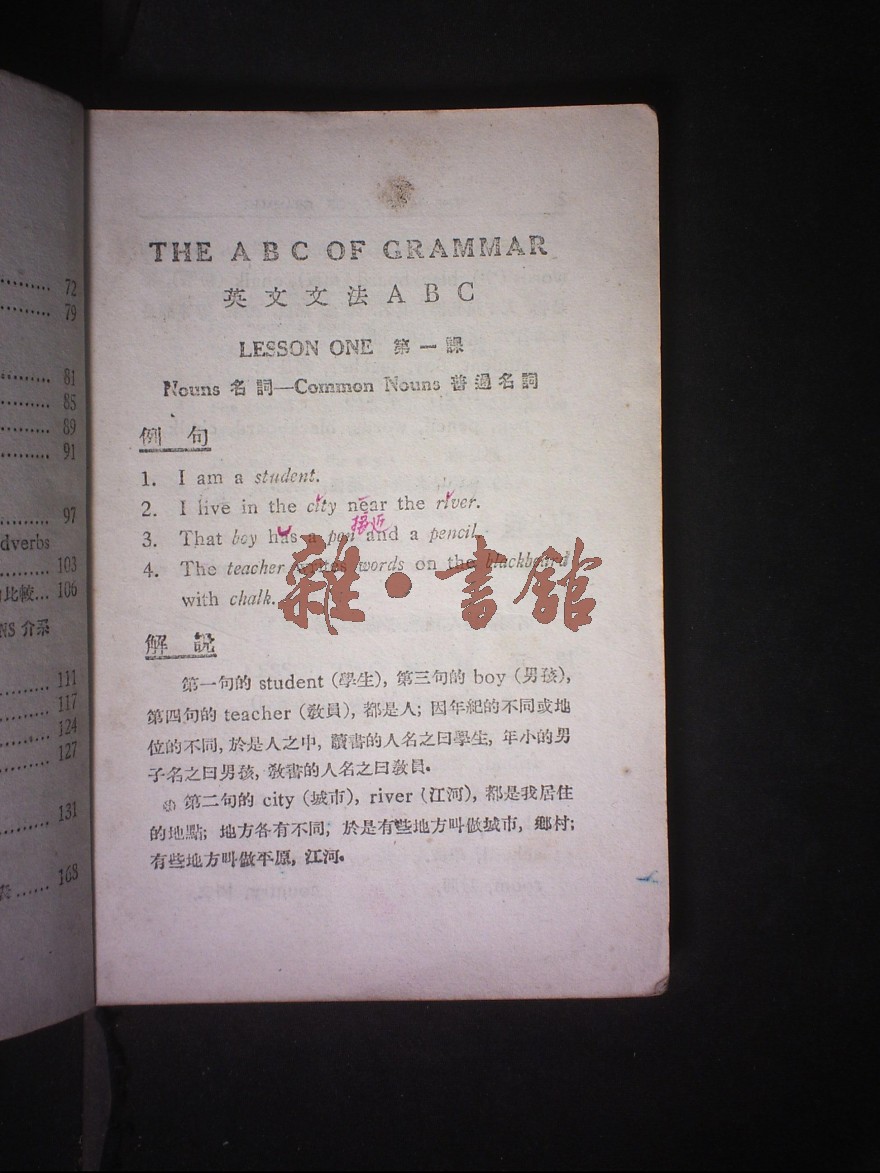 72
79
81
85
89
91
97
dverbs
103
比較... 106
NS 介系
111
117
124
127
131
168
THE A B C OF GRAMMAR
英文文法 A B C
LESSON ONE 第一課
Nouns 名詞—Common Nouns 普通名詞
例句
1. I am a student.
2. I live in the city near the river.
接近
3. That boy has a pen and a pencil.
4. The teacher writes words on the blackboard
with chalk.
雜·書館
解說
第一句的 student (學生), 第三句的 boy (男孩),
第四句的 teacher (教員), 都是人; 因年紀的不同或地
位的不同, 於是人之中, 讀書的人名之曰學生, 年小的男
子名之曰男孩, 教書的人名之曰教員.
第二句的 city (城市), river (江河), 都是我居住
的地點; 地方各有不同; 於是有些地方叫做城市, 鄉村;
有些地方叫做平原, 江河.